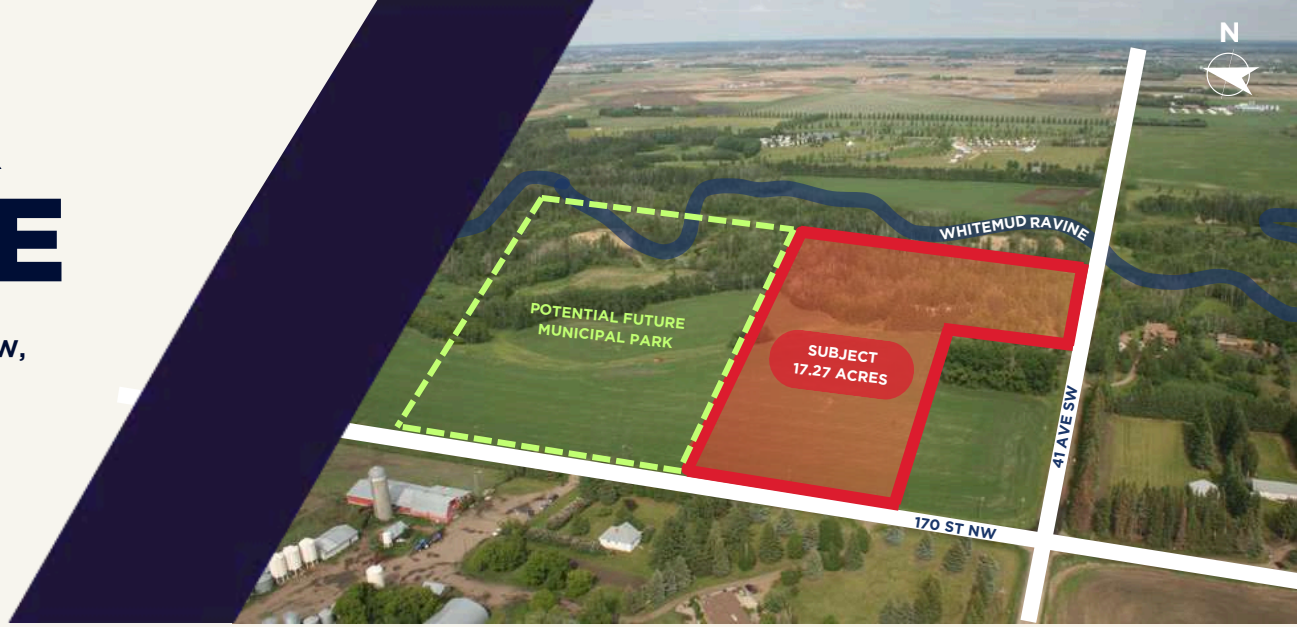 E
W,
N
WHITEMUD RAVINE
POTENTIAL FUTURE
MUNICIPAL PARK
SUBJECT
17.27 ACRES
41 AVE SW
170 ST NW